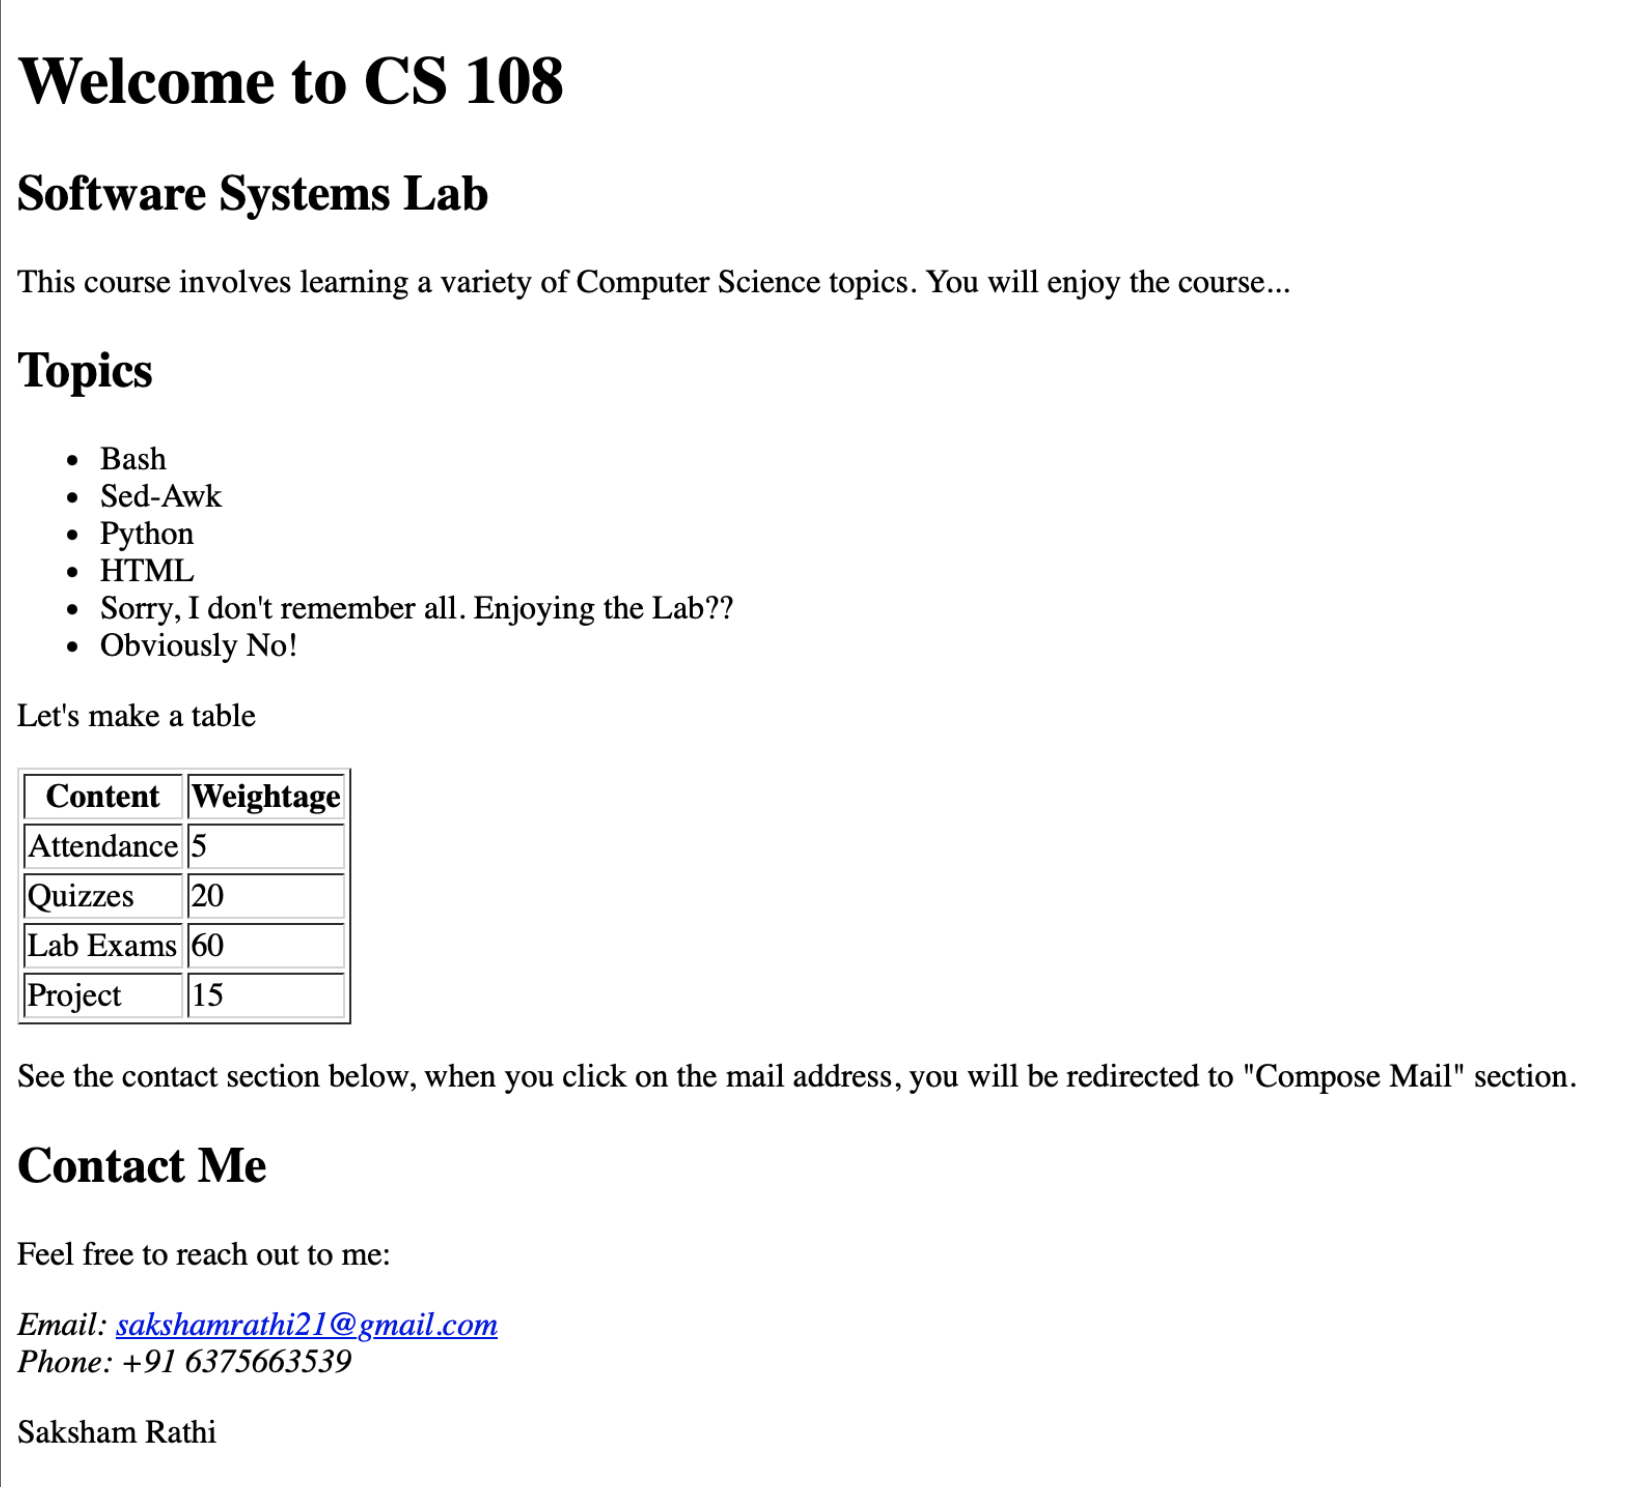 Welcome to CS 108
Software Systems Lab
This course involves learning a variety of Computer Science topics. You will enjoy the course...
Topics
• Bash
• Sed-Awk
• Python
• HTML
• Sorry, I don't remember all. Enjoying the Lab??
• Obviously No!
Let's make a table
Content Weightage
Attendance 5
Quizzes 20
Lab Exams 60
Project 15
See the contact section below, when you click on the mail address, you will be redirected to "Compose Mail" section.
Contact Me
Feel free to reach out to me:
Email: sakshamrathi21@gmail.com
Phone: +91 6375663539
Saksham Rathi